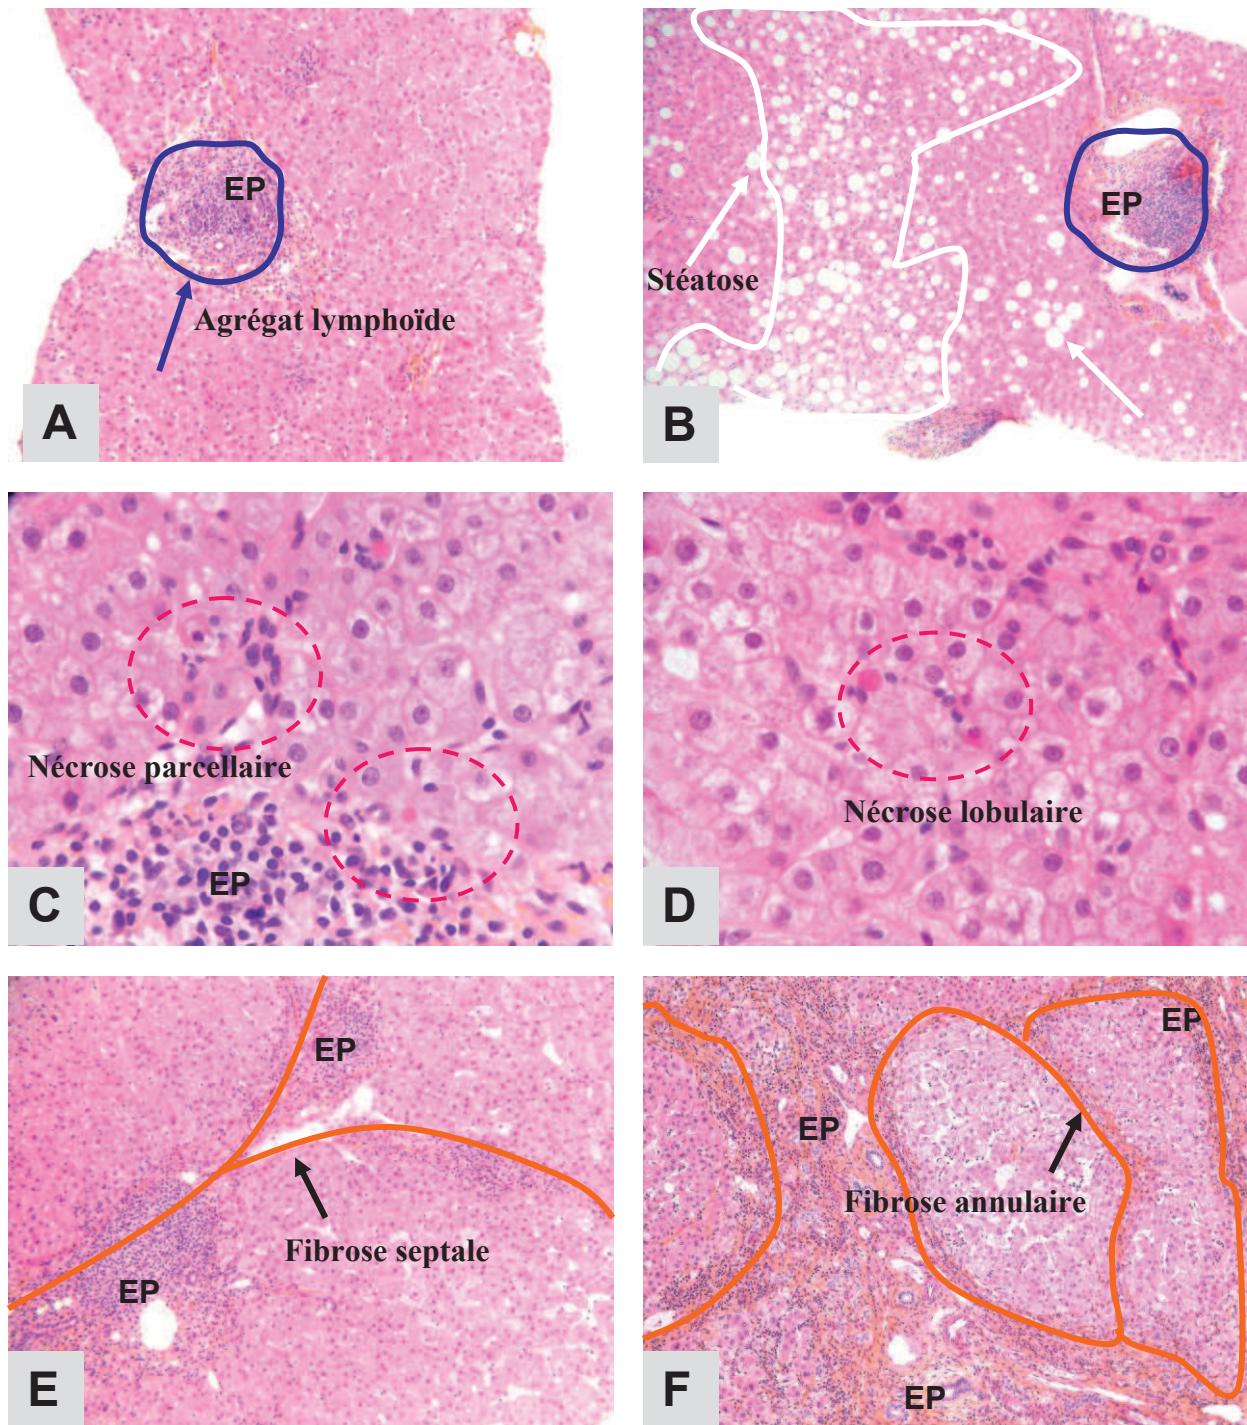 EP
Agrégat lymphoïde
A
EP
Stéatose
B
Nécrose parcellaire
EP
C
Nécrose lobulaire
D
EP
Fibrose septale
EP
E
EP
EP
Fibrose annulaire
EP
F